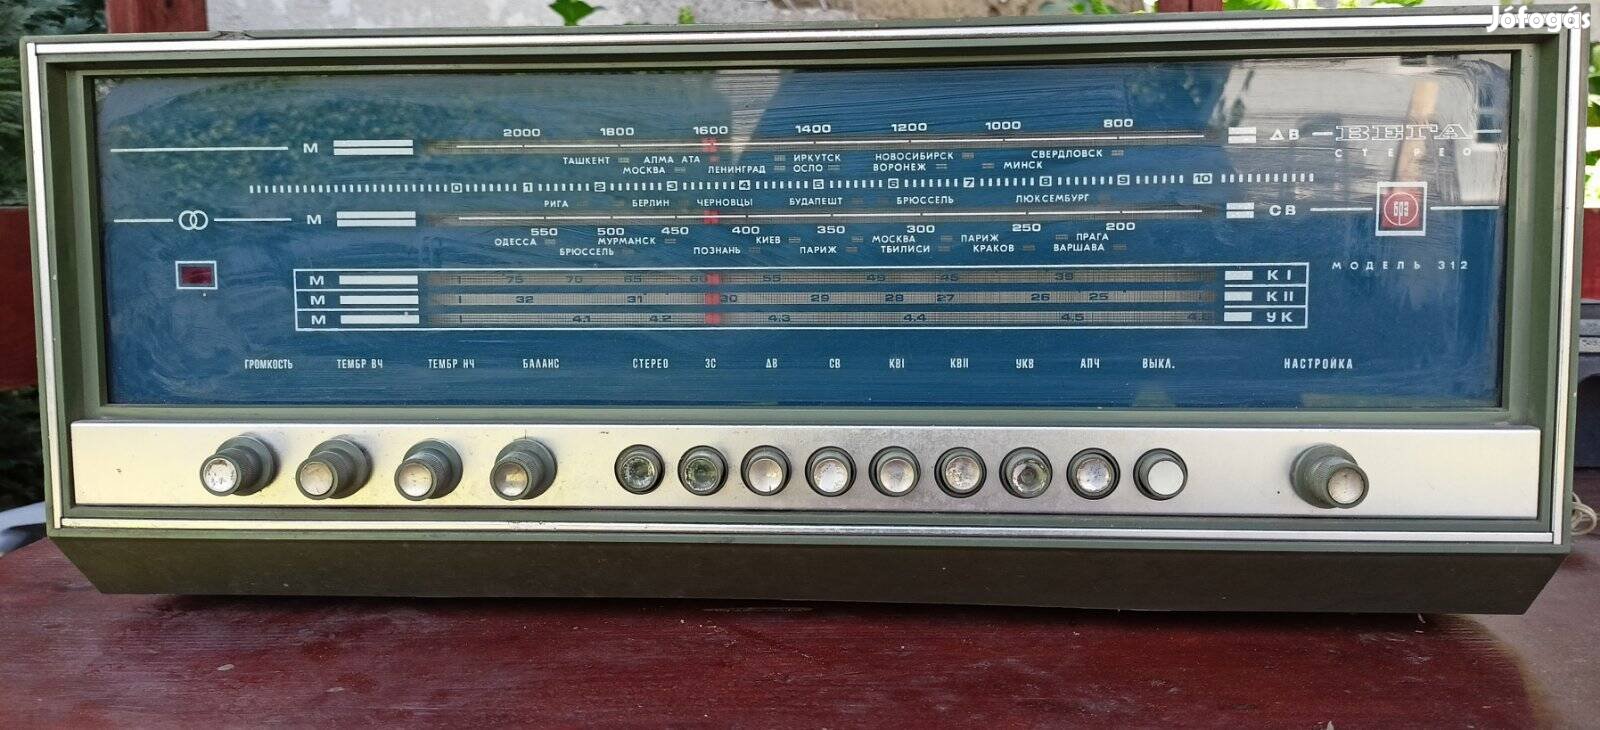 Jófogás
2000 1800 1600 1400 1200 1000 800
М ДВ ВЕГА
ТАШКЕНТ АЛМА АТА ИРКУТСК НОВОСИБИРСК СВЕРДЛОВСК
СТЕРЕО
МОСКВА ЛЕНИНГРАД ОСЛО ВОРОНЕЖ МИНСК
0 1 2 3 4 5 6 7 8 9 10
РИГА БЕРЛИН ЧЕРНОВЦЫ БУДАПЕШТ БРЮССЕЛЬ ЛЮКСЕМБУРГ
М СВ БРЗ
550 500 450 400 350 300 250 200
ОДЕССА МУРМАНСК КИЕВ МОСКВА ПАРИЖ ПРАГА
БРЮССЕЛЬ ПОЗНАНЬ ПАРИЖ ТБИЛИСИ КРАКОВ ВАРШАВА
МОДЕЛЬ 312
М 75 70 65 60 55 49 45 39 К I
М 32 31 30 29 28 27 26 25 К II
М 4.1 4.2 4.3 4.4 4.5 УК
ГРОМКОСТЬ ТЕМБР ВЧ ТЕМБР НЧ БАЛАНС СТЕРЕО ЗС ДВ СВ КВI КВII УКВ АПЧ ВЫКЛ. НАСТРОЙКА